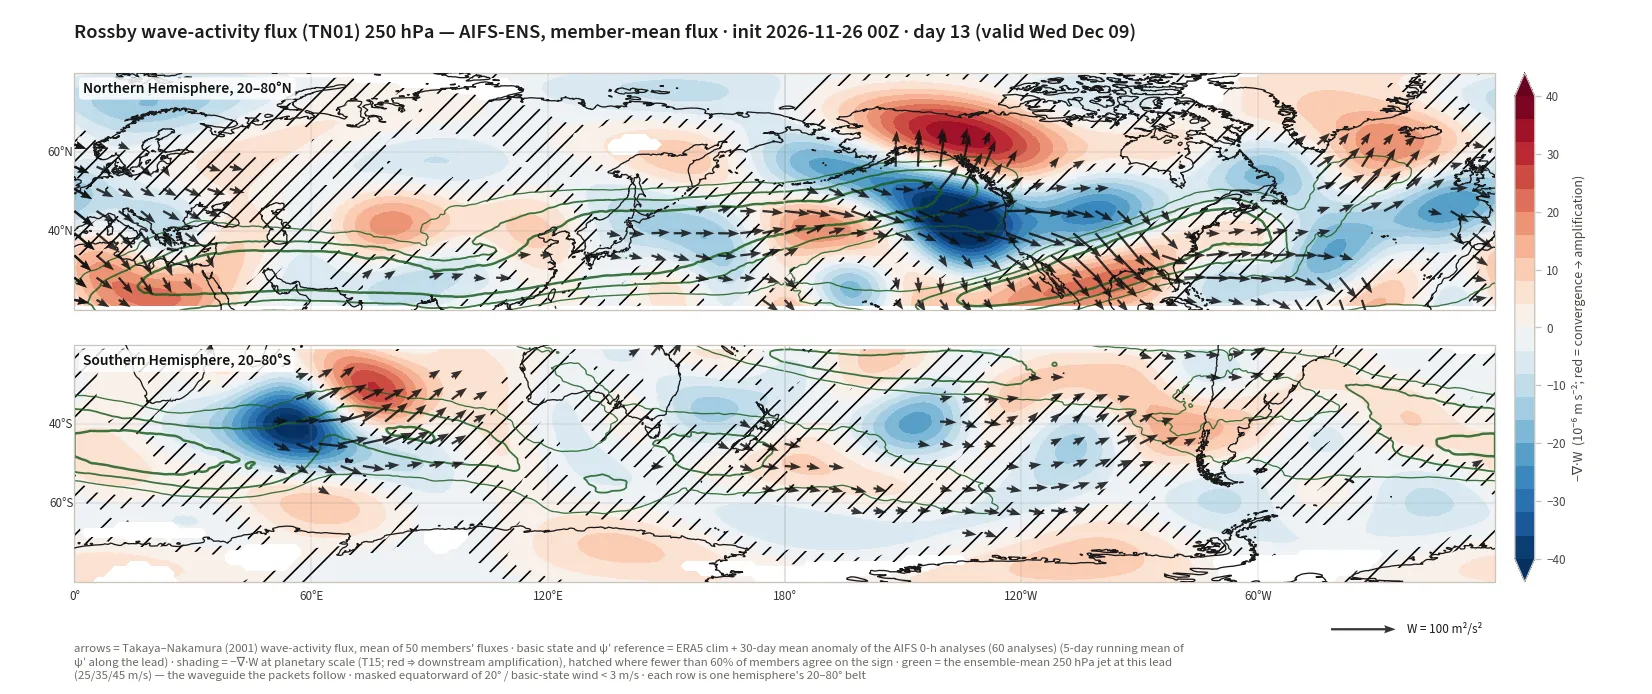 Rossby wave-activity flux (TN01) 250 hPa — AIFS-ENS, member-mean flux · init 2026-11-26 00Z · day 13 (valid Wed Dec 09)
Northern Hemisphere, 20–80°N
60°N
40°N
Southern Hemisphere, 20–80°S
40°S
60°S
0°
60°E
120°E
180°
120°W
60°W
40
30
20
10
0
−10
−20
−30
−40
−∇·W (10⁻⁶ m s⁻²; red = convergence → amplification)
W = 100 m²/s²
arrows = Takaya–Nakamura (2001) wave-activity flux, mean of 50 members' fluxes · basic state and ψ' reference = ERA5 clim + 30-day mean anomaly of the AIFS 0-h analyses (60 analyses) (5-day running mean of
ψ' along the lead) · shading = −∇·W at planetary scale (T15; red ⇒ downstream amplification), hatched where fewer than 60% of members agree on the sign · green = the ensemble-mean 250 hPa jet at this lead
(25/35/45 m/s) — the waveguide the packets follow · masked equatorward of 20° / basic-state wind < 3 m/s · each row is one hemisphere's 20–80° belt